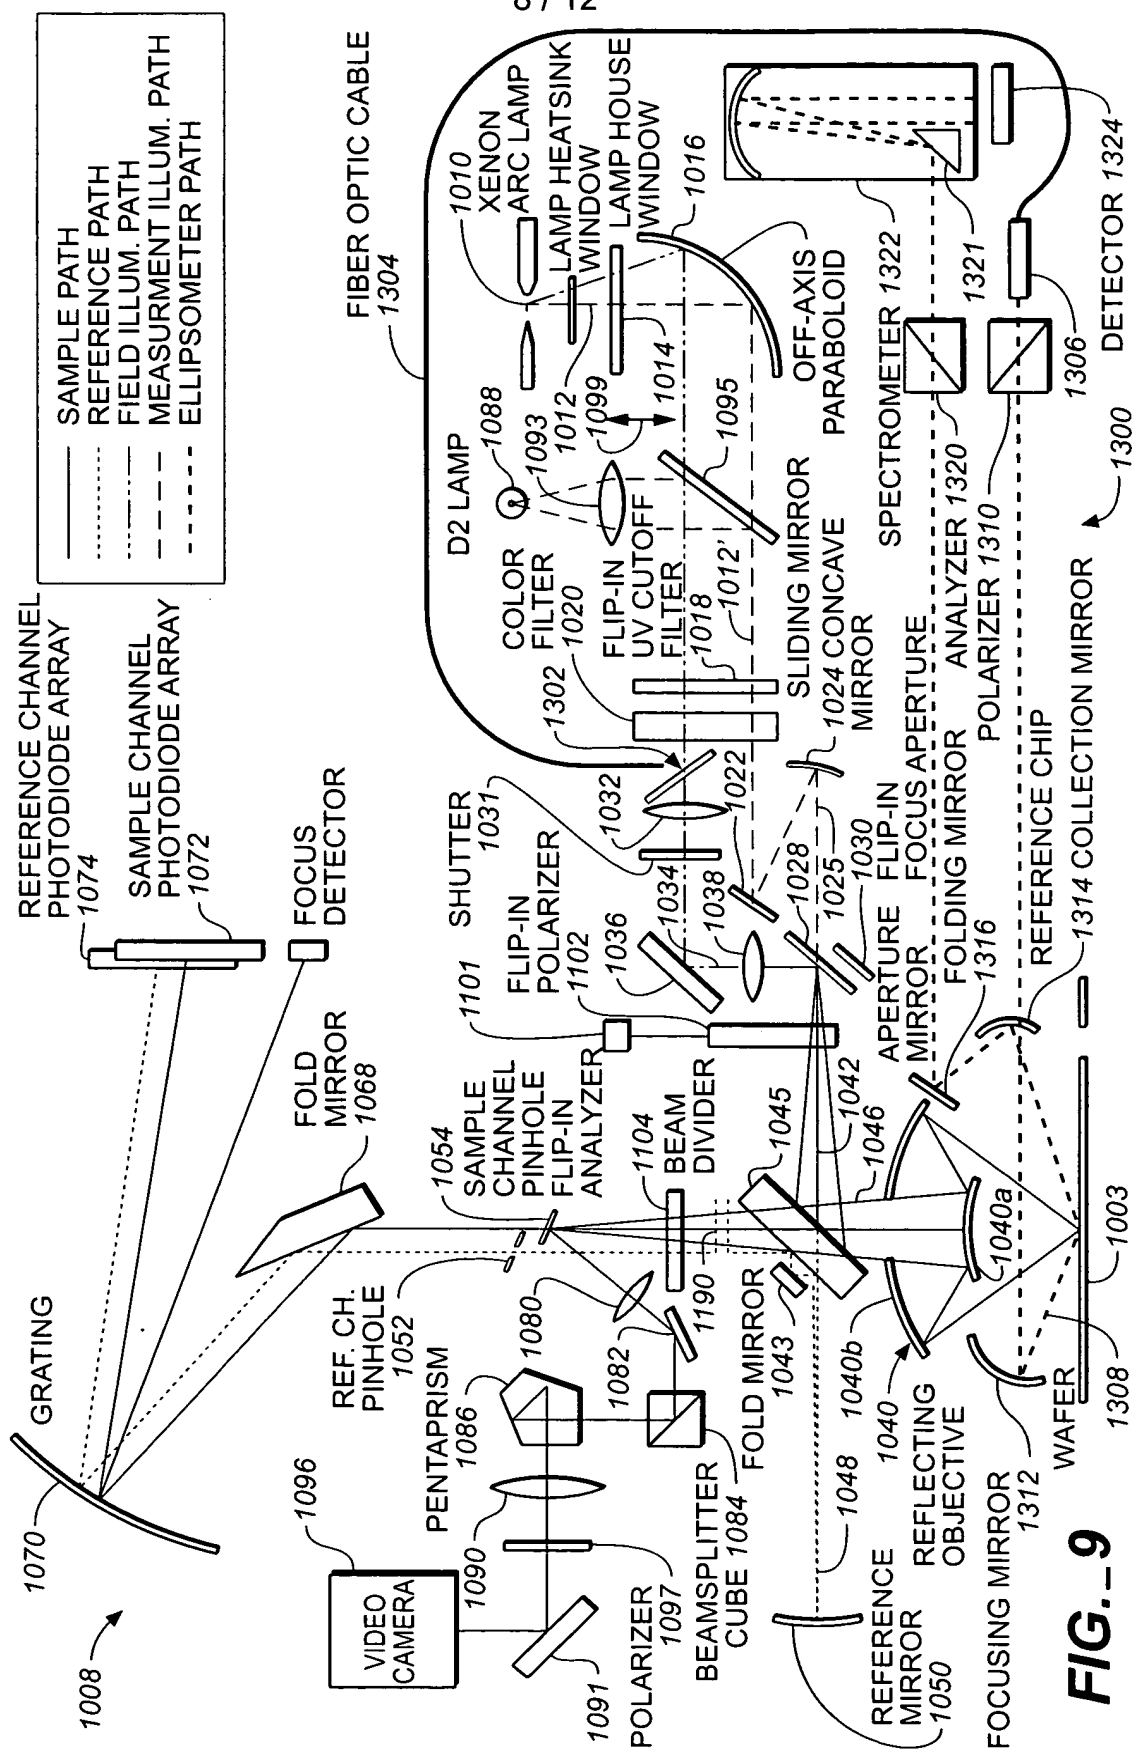 8 / 12
SAMPLE PATH
REFERENCE PATH
FIELD ILLUM. PATH
MEASURMENT ILLUM. PATH
ELLIPSOMETER PATH
1008
GRATING
1070
REFERENCE CHANNEL
PHOTODIODE ARRAY
1074
SAMPLE CHANNEL
PHOTODIODE ARRAY
1072
FOCUS
DETECTOR
FOLD
MIRROR
1068
FIBER OPTIC CABLE
1304
VIDEO
CAMERA
1096
1091
POLARIZER
1097
1090
PENTAPRISM
1086
REF. CH.
PINHOLE
1052
1080
1082
BEAMSPLITTER
CUBE 1084
1054
SAMPLE
CHANNEL
PINHOLE
FLIP-IN
ANALYZER
1104
BEAM
DIVIDER
1190
1101
FLIP-IN
POLARIZER
1102
SHUTTER
1031
1034
1036
1038
1032
1302
COLOR
FILTER
1020
FLIP-IN
UV CUTOFF
FILTER
1018
1012'
D2 LAMP
1088
1093
1010
XENON
ARC LAMP
LAMP HEATSINK
WINDOW
1012
LAMP HOUSE
WINDOW
1014
1099
1016
1095
OFF-AXIS
PARABOLOID
SLIDING MIRROR
1022
1024 CONCAVE
MIRROR
1025
1028
1030
FLIP-IN
FOCUS APERTURE
APERTURE
MIRROR
FOLD MIRROR
1043
1045
1042
1046
1048
REFERENCE
MIRROR
1050
1040
REFLECTING
OBJECTIVE
1040b
1040a
FOLDING MIRROR
1316
SPECTROMETER 1322
1321
ANALYZER 1320
POLARIZER 1310
1306
DETECTOR 1324
1300
REFERENCE CHIP
1314 COLLECTION MIRROR
1003
1308
WAFER
FOCUSING MIRROR
1312
FIG._9